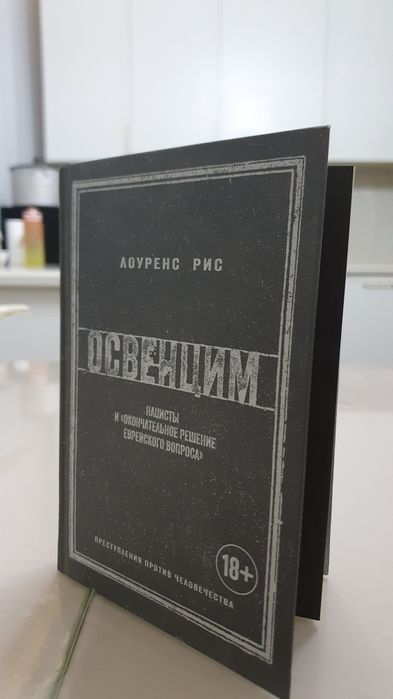 ЛОУРЕНС РИС
ОСВЕНЦИМ
НАЦИСТЫ
И «ОКОНЧАТЕЛЬНОЕ РЕШЕНИЕ
ЕВРЕЙСКОГО ВОПРОСА»
18+
ПРЕСТУПЛЕНИЯ ПРОТИВ ЧЕЛОВЕЧЕСТВА